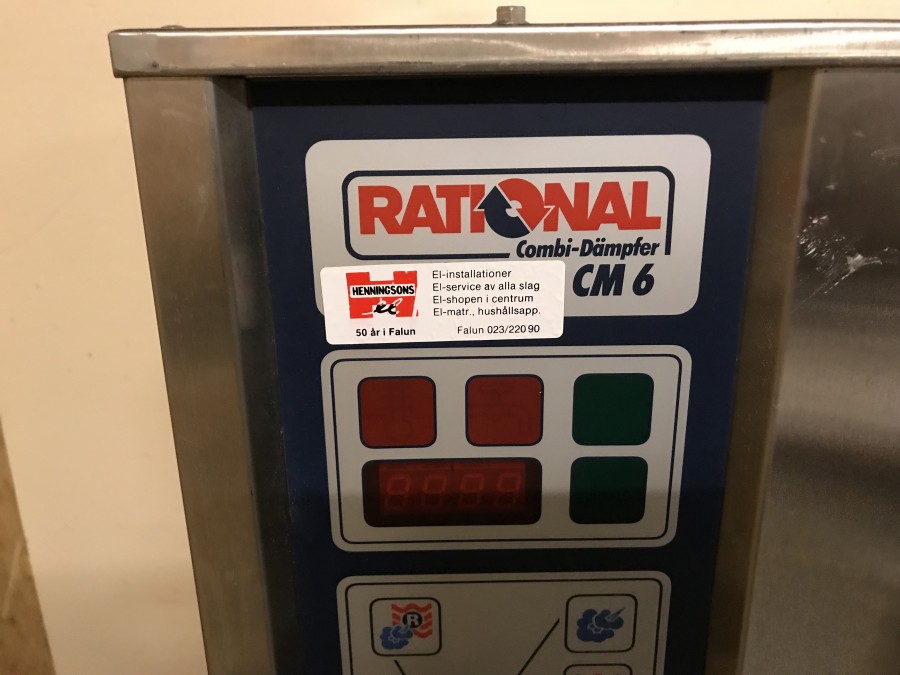 RATIONAL
Combi-Dämpfer
CM 6
HENNINGSONS
el
50 år i Falun
El-installationer
El-service av alla slag
El-shopen i centrum
El-matr., hushållsapp.
Falun 023/220 90
R